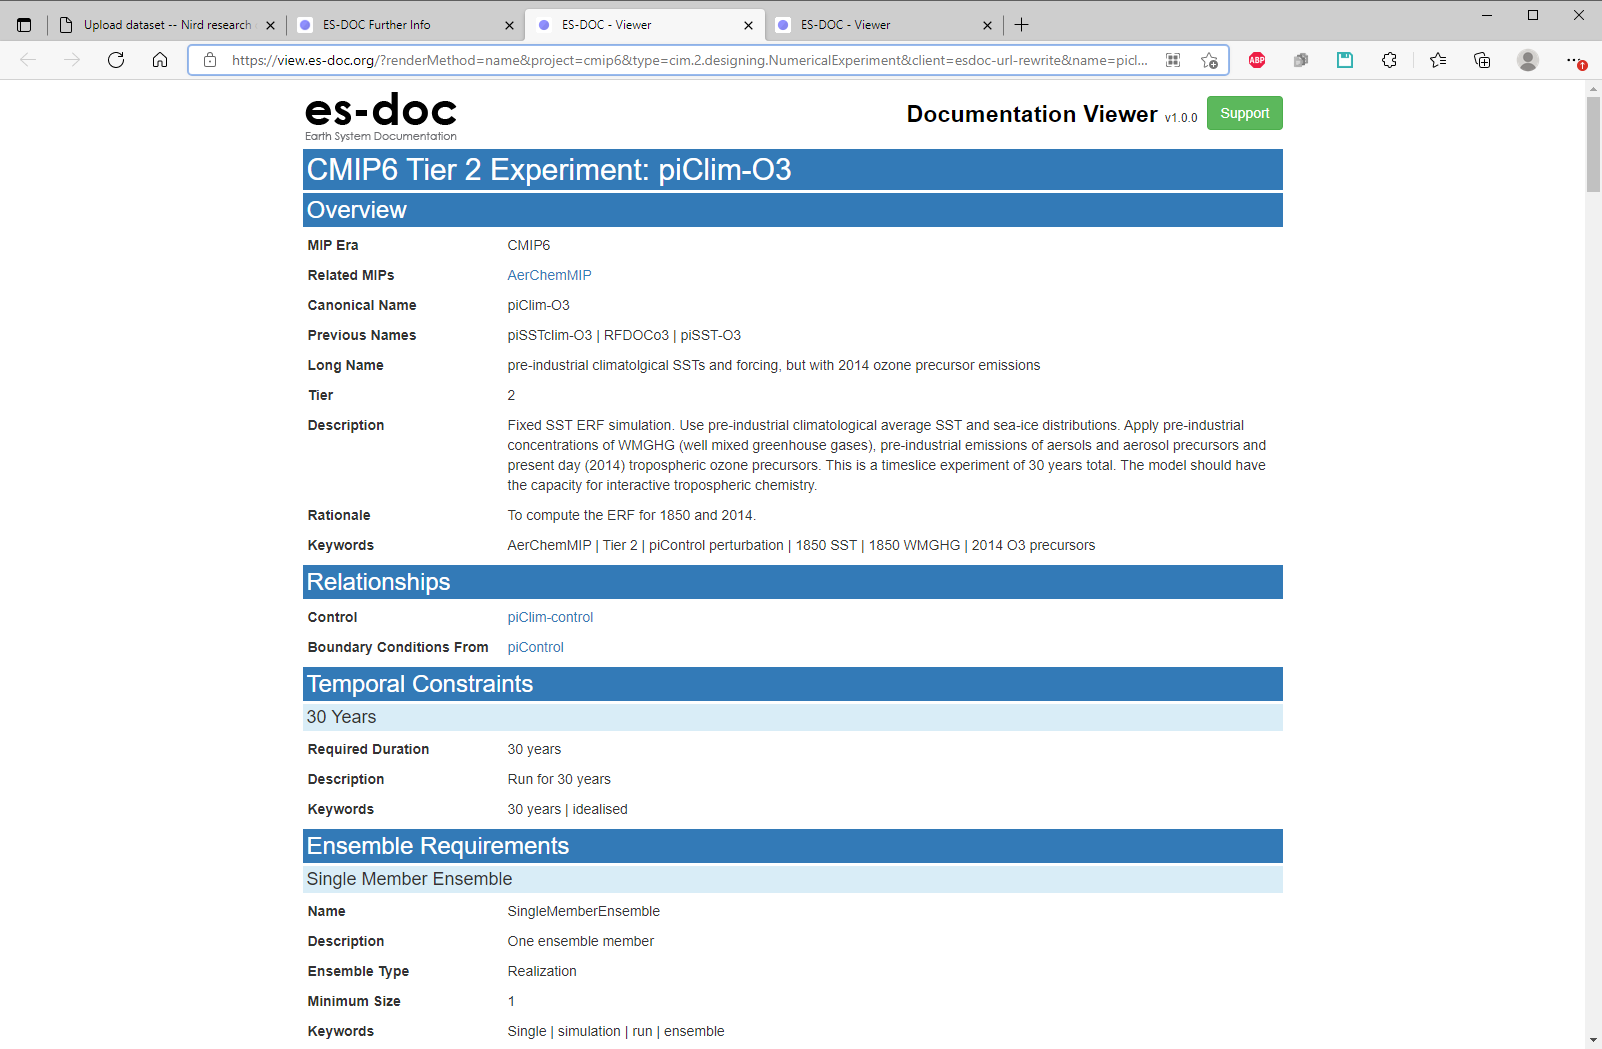 Upload dataset -- Nird research
ES-DOC Further Info
ES-DOC - Viewer
ES-DOC - Viewer
https://view.es-doc.org/?renderMethod=name&project=cmip6&type=cim.2.designing.NumericalExperiment&client=esdoc-url-rewrite&name=picl...
ABP
es-doc
Earth System Documentation
Documentation Viewer v1.0.0
Support
CMIP6 Tier 2 Experiment: piClim-O3
Overview
MIP Era CMIP6
Related MIPs AerChemMIP
Canonical Name piClim-O3
Previous Names piSSTclim-O3 | RFDOCo3 | piSST-O3
Long Name pre-industrial climatolgical SSTs and forcing, but with 2014 ozone precursor emissions
Tier 2
Description Fixed SST ERF simulation. Use pre-industrial climatological average SST and sea-ice distributions. Apply pre-industrial
concentrations of WMGHG (well mixed greenhouse gases), pre-industrial emissions of aersols and aerosol precursors and
present day (2014) tropospheric ozone precursors. This is a timeslice experiment of 30 years total. The model should have
the capacity for interactive tropospheric chemistry.
Rationale To compute the ERF for 1850 and 2014.
Keywords AerChemMIP | Tier 2 | piControl perturbation | 1850 SST | 1850 WMGHG | 2014 O3 precursors
Relationships
Control piClim-control
Boundary Conditions From piControl
Temporal Constraints
30 Years
Required Duration 30 years
Description Run for 30 years
Keywords 30 years | idealised
Ensemble Requirements
Single Member Ensemble
Name SingleMemberEnsemble
Description One ensemble member
Ensemble Type Realization
Minimum Size 1
Keywords Single | simulation | run | ensemble